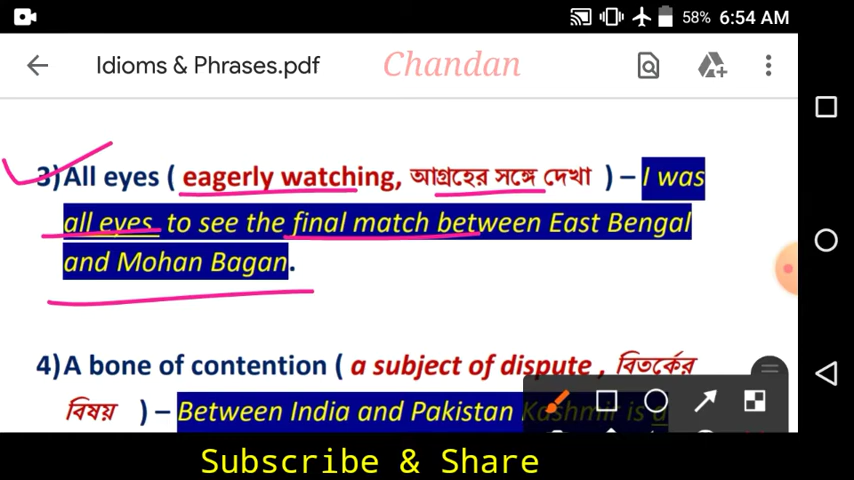 58% 6:54 AM
Idioms & Phrases.pdf Chandan
3)All eyes ( eagerly watching, আগ্রহের সঙ্গে দেখা ) – I was
all eyes to see the final match between East Bengal
and Mohan Bagan.
4)A bone of contention ( a subject of dispute , বিতর্কের
বিষয় ) – Between India and Pakistan Kashmir is a
Subscribe & Share